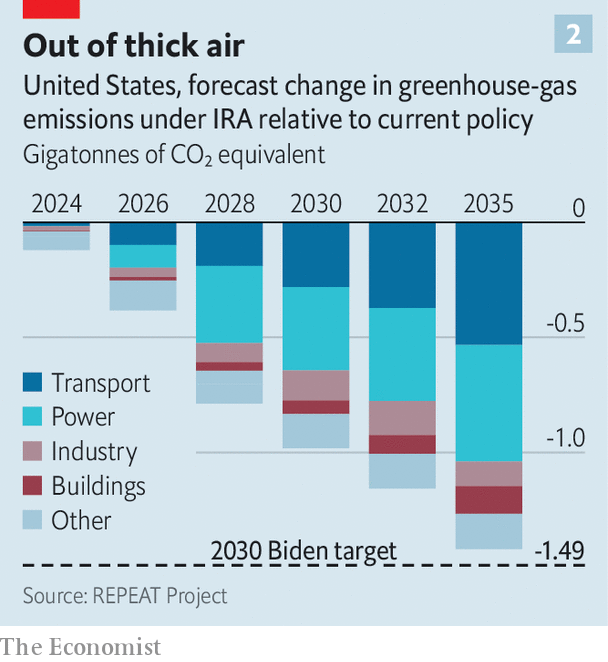 2
Out of thick air
United States, forecast change in greenhouse-gas
emissions under IRA relative to current policy
Gigatonnes of CO₂ equivalent
2024 2026 2028 2030 2032 2035 0
-0.5
Transport
Power
Industry
-1.0
Buildings
Other
2030 Biden target -1.49
Source: REPEAT Project
The Economist